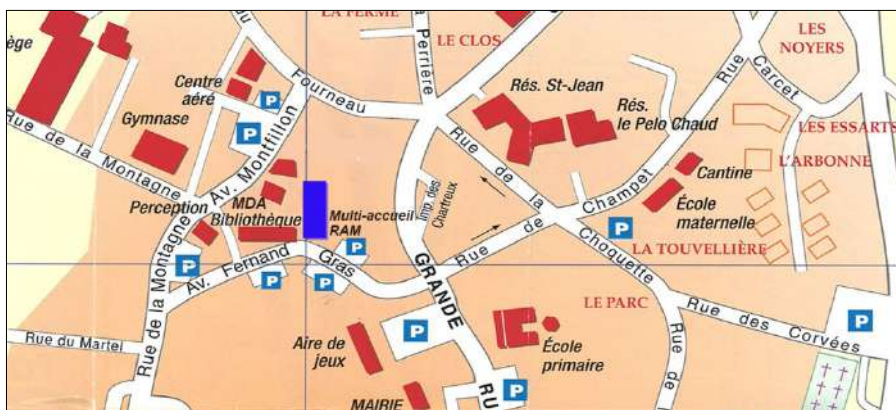 LA FERME
Perrière
LE CLOS
LES
NOYERS
Rue
Carcet
ège
Centre
aéré
P
Fourneau
Rés. St-Jean
Rés.
le Pelo Chaud
Gymnase
P
Rue de la Montagne
Av. Montfillon
Rue de la
Choquette
LES ESSARTS
L'ARBONNE
Cantine
École
maternelle
Imp. des
Chartreux
Perception
MDA
Bibliothèque
Multi-accueil
RAM
P
P
P
P
P
LA TOUVELLIÈRE
Rue de Champet
Av. Fernand Gras
Rue de la Montagne
GRANDE
RU
LE PARC
Rue des Corvées
P
Rue de
Rue du Martel
Aire de
jeux
P
École
primaire
MAIRIE
P